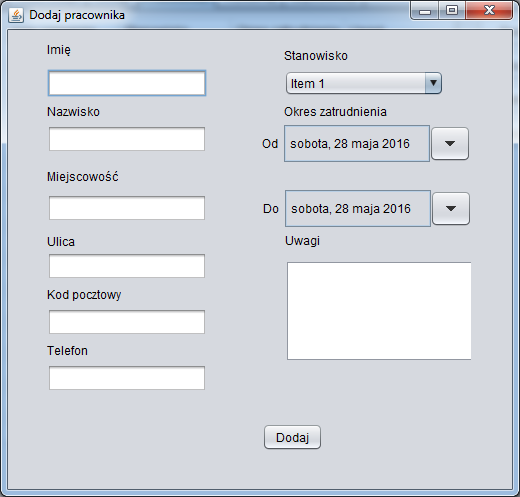 Dodaj pracownika
Imię
Nazwisko
Miejscowość
Ulica
Kod pocztowy
Telefon
Stanowisko
Item 1
Okres zatrudnienia
Od sobota, 28 maja 2016
Do sobota, 28 maja 2016
Uwagi
Dodaj